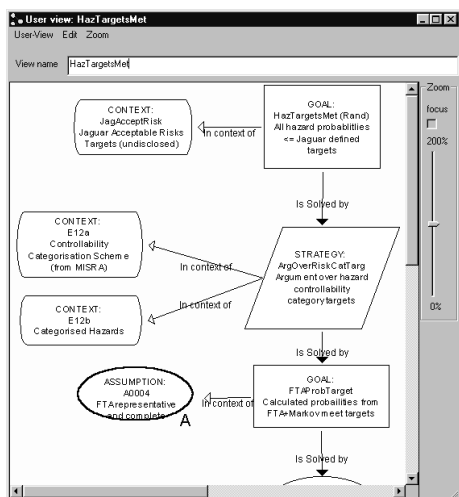 User view: HazTargetsMet
User-View Edit Zoom
View name HazTargetsMet
Zoom
focus
200%
0%
CONTEXT:
JagAcceptRisk
Jaguar Acceptable Risks
Targets (undisclosed)
In context of
GOAL:
HazTargetsMet (Rand)
All hazard probabilities
<= Jaguar defined
targets
Is Solved by
CONTEXT:
E12a
Controllability
Categorisation Scheme
(from MISRA)
In context of
STRATEGY:
ArgOverRiskCatTarg
Argument over hazard
controllability
category targets
CONTEXT:
E12b
Categorised Hazards
In context of
Is Solved by
ASSUMPTION:
A0004
FTA representative
and complete
A
In context of
GOAL:
FTAProbTarget
Calculated probailities from
FTA+Markov meet targets
Is Solved by